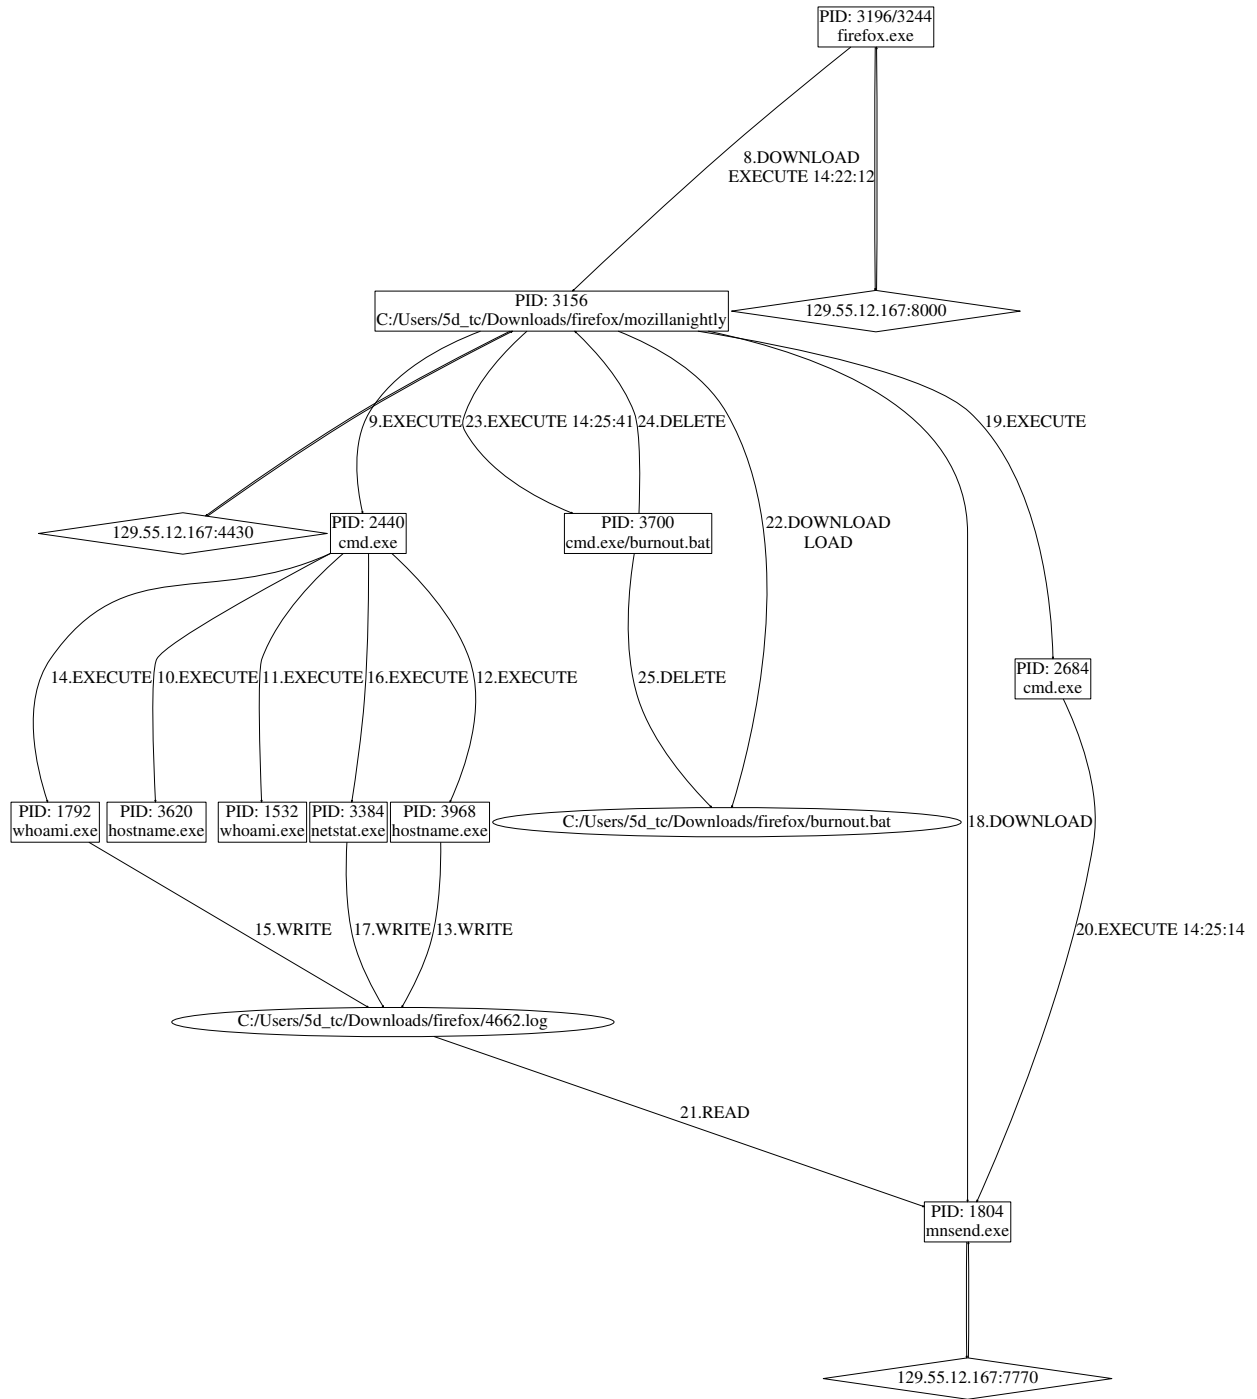 PID: 3196/3244
firefox.exe
8.DOWNLOAD
EXECUTE 14:22:12
PID: 3156
C:/Users/5d_tc/Downloads/firefox/mozillanightly
129.55.12.167:8000
9.EXECUTE
23.EXECUTE 14:25:41
24.DELETE
19.EXECUTE
129.55.12.167:4430
PID: 2440
cmd.exe
PID: 3700
cmd.exe/burnout.bat
22.DOWNLOAD
LOAD
14.EXECUTE
10.EXECUTE
11.EXECUTE
16.EXECUTE
12.EXECUTE
25.DELETE
PID: 2684
cmd.exe
PID: 1792
whoami.exe
PID: 3620
hostname.exe
PID: 1532
whoami.exe
PID: 3384
netstat.exe
PID: 3968
hostname.exe
C:/Users/5d_tc/Downloads/firefox/burnout.bat
18.DOWNLOAD
15.WRITE
17.WRITE
13.WRITE
20.EXECUTE 14:25:14
C:/Users/5d_tc/Downloads/firefox/4662.log
21.READ
PID: 1804
mnsend.exe
129.55.12.167:7770